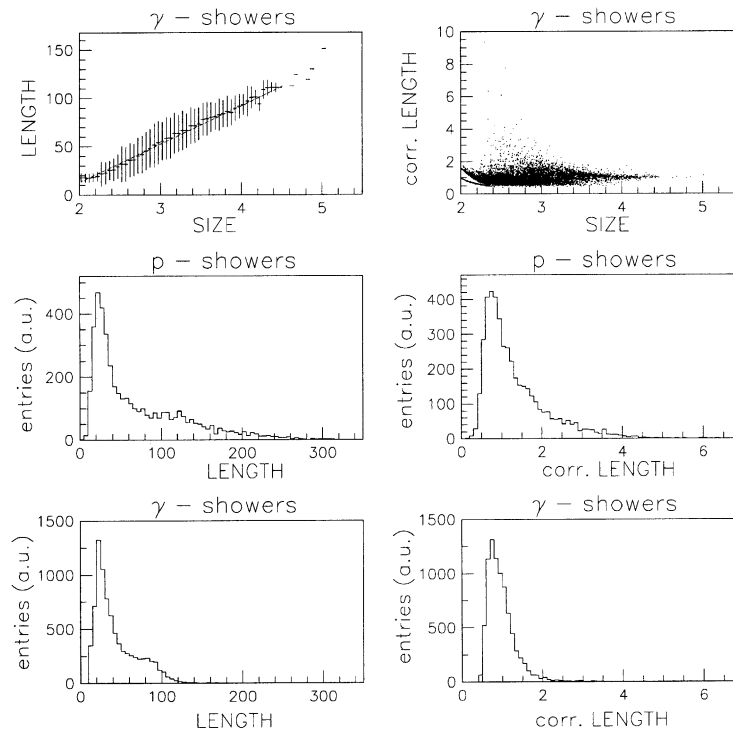 γ – showers
LENGTH
150
100
50
0
2
3
4
5
SIZE
γ – showers
corr. LENGTH
10
8
6
4
2
0
2
3
4
5
SIZE
p – showers
entries (a.u.)
400
200
0
0
100
200
300
LENGTH
p – showers
entries (a.u.)
400
300
200
100
0
0
2
4
6
corr. LENGTH
γ – showers
entries (a.u.)
1500
1000
500
0
0
100
200
300
LENGTH
γ – showers
entries (a.u.)
1500
1000
500
0
0
2
4
6
corr. LENGTH